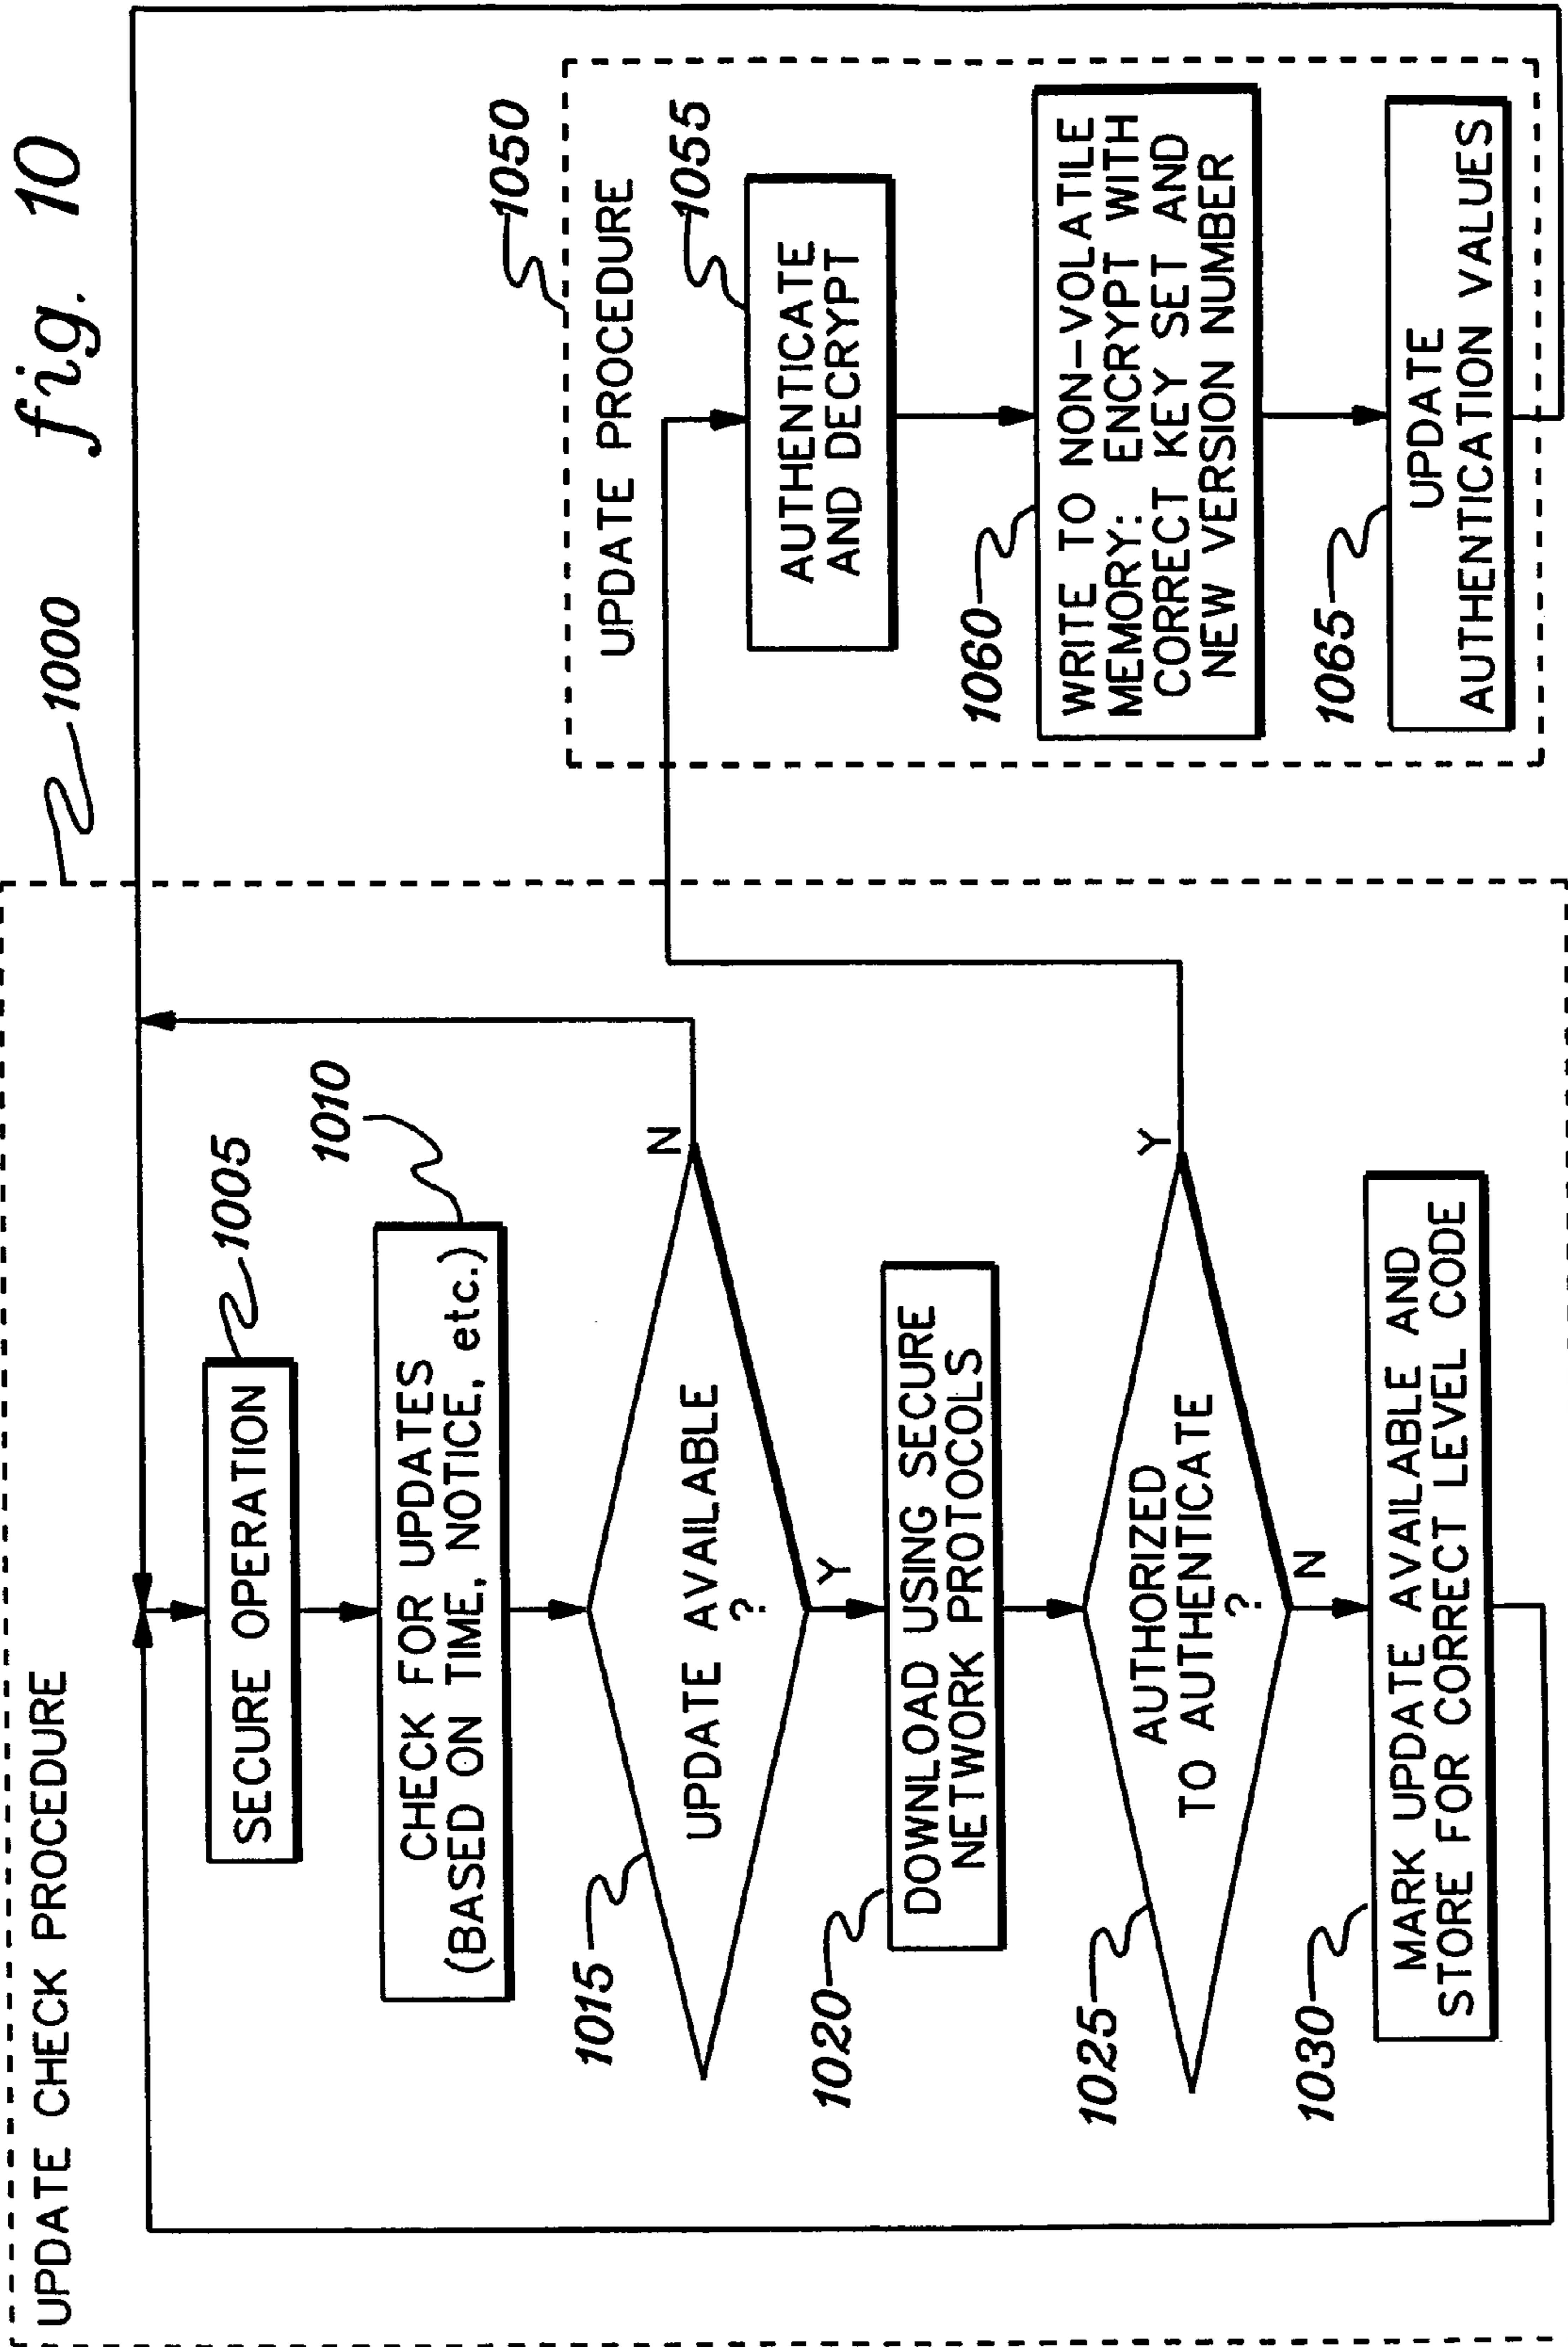 fig. 10
1000
UPDATE CHECK PROCEDURE
SECURE OPERATION
1005
CHECK FOR UPDATES
(BASED ON TIME, NOTICE, etc.)
1010
1015
UPDATE AVAILABLE
?
N
Y
1020
DOWNLOAD USING SECURE
NETWORK PROTOCOLS
1025
AUTHORIZED
TO AUTHENTICATE
?
Y
N
1030
MARK UPDATE AVAILABLE AND
STORE FOR CORRECT LEVEL CODE
1050
UPDATE PROCEDURE
1055
AUTHENTICATE
AND DECRYPT
1060
WRITE TO NON-VOLATILE
MEMORY: ENCRYPT WITH
CORRECT KEY SET AND
NEW VERSION NUMBER
1065
UPDATE
AUTHENTICATION VALUES